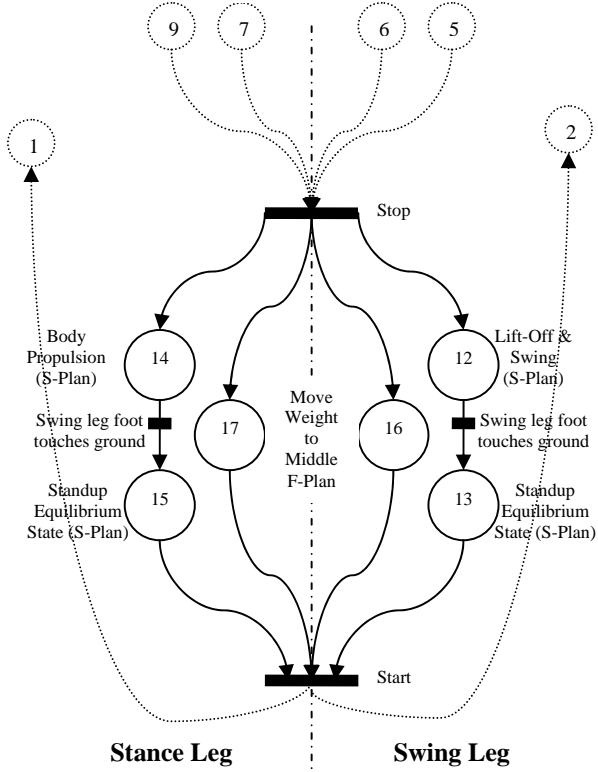 9
7
6
5
1
2
Stop
Body
Propulsion
(S-Plan)
14
12
Lift-Off &
Swing
(S-Plan)
Swing leg foot
touches ground
17
Move
Weight
to
Middle
F-Plan
16
Swing leg foot
touches ground
Standup
Equilibrium
State (S-Plan)
15
13
Standup
Equilibrium
State (S-Plan)
Start
Stance Leg
Swing Leg